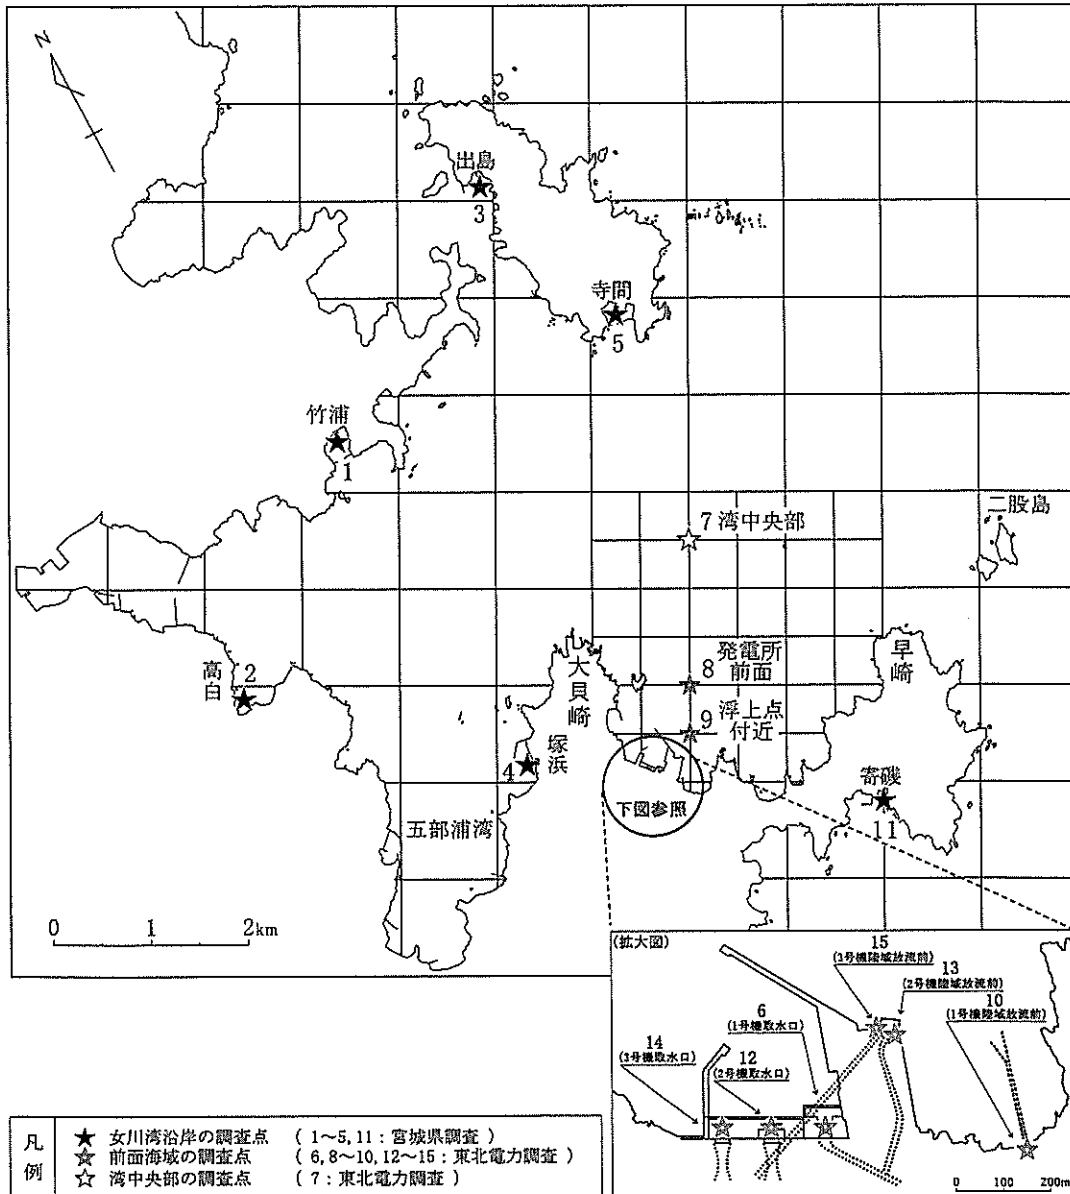 N
出島
3
寺間
5
竹浦
1
二股島
7 湾中央部
高白
2
大貝崎
8 発電所
前面
9 浮上点
付近
早崎
4
塚浜
下図参照
寄磯
11
五部浦湾
0 1 2km
(拡大図)
15
(3号機陸域放流前)
13
(2号機陸域放流前)
10
(1号機陸域放流前)
6
(1号機取水口)
14
(3号機取水口)
12
(2号機取水口)
0 100 200m
凡例
★ 女川湾沿岸の調査点 ( 1～5, 11 : 宮城県調査 )
前面海域の調査点 ( 6, 8～10, 12～15 : 東北電力調査 )
☆ 湾中央部の調査点 ( 7 : 東北電力調査 )